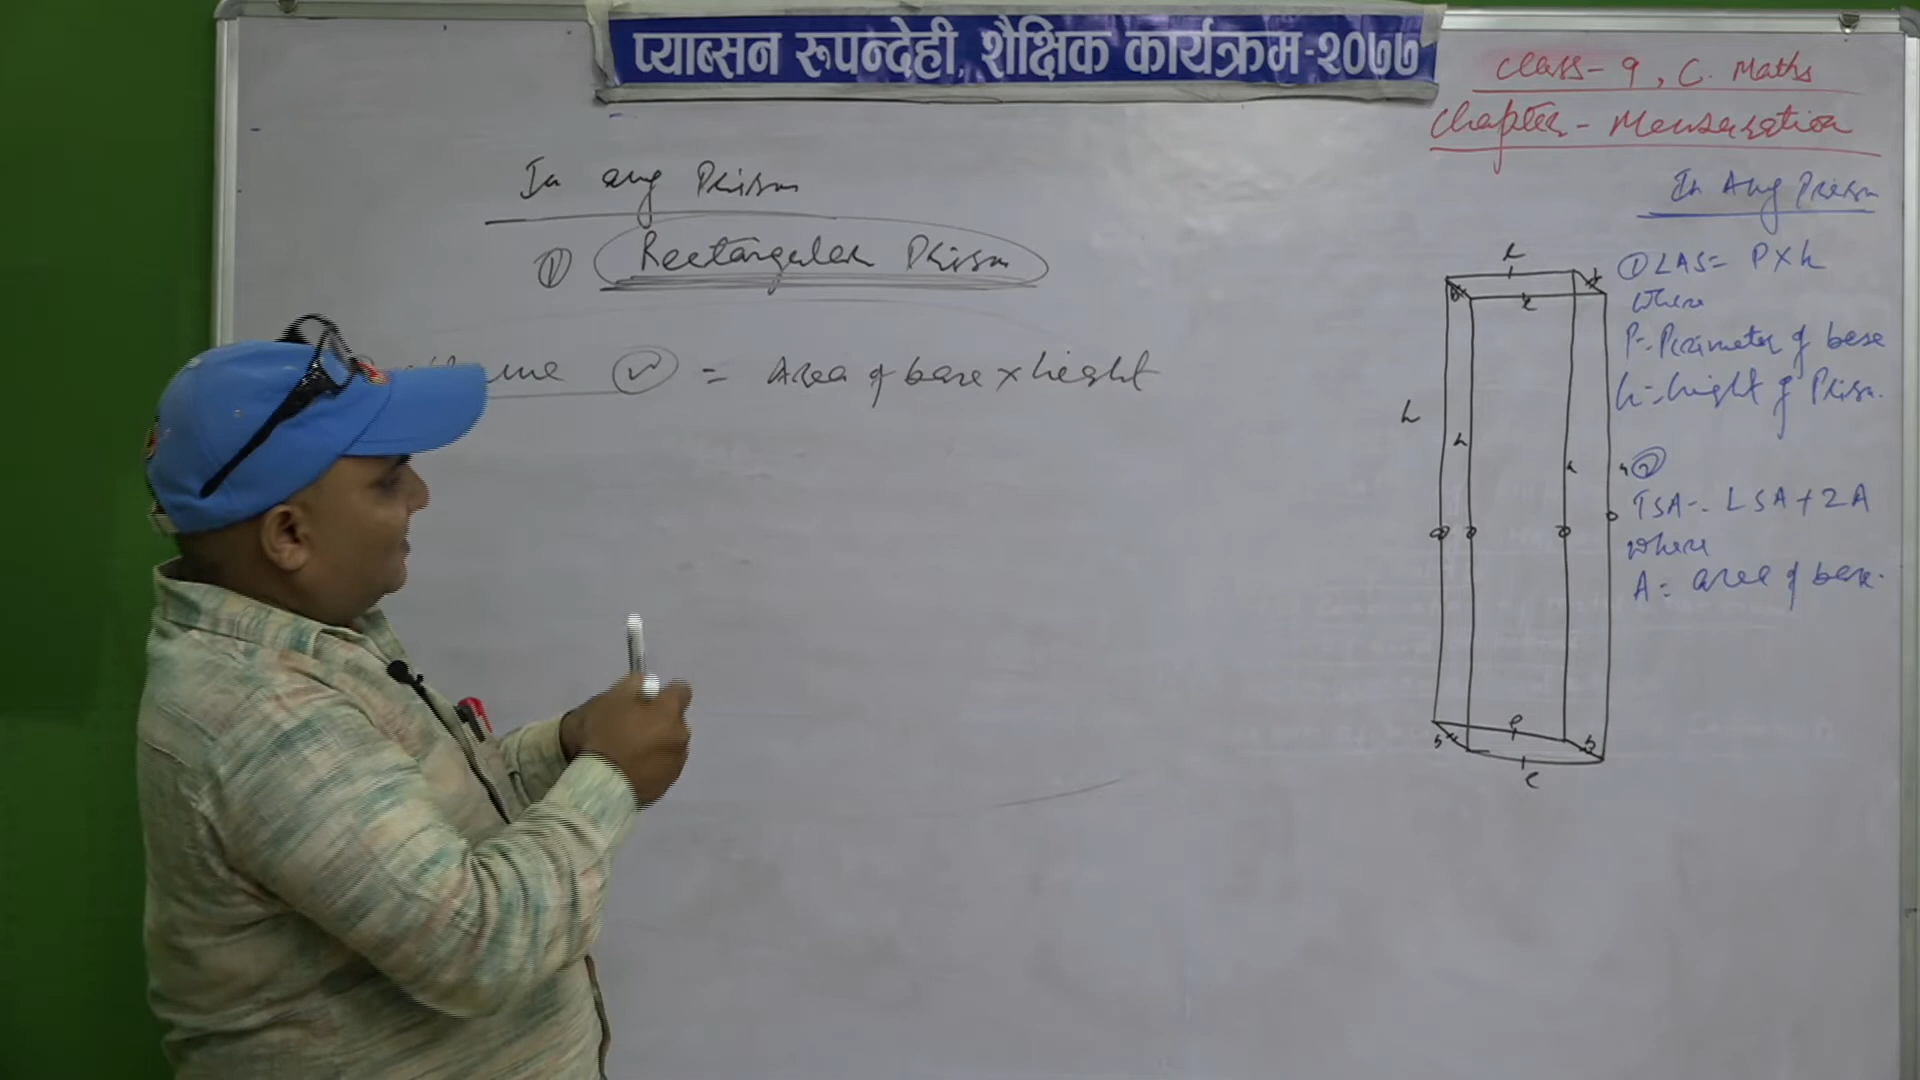 प्याब्सन रूपन्देही, शैक्षिक कार्यक्रम-२०७७
Class-9, C. Maths
Chapter - Mensuration
In any Prism
① Rectangular Prism
ume Ⓥ = Area of base × height
In Any Prism
① LAS = P×h
where
P = Perimeter of base
h = height of Prism.
②
TSA = LSA + 2A
where
A = area of base.
h
h
b
b